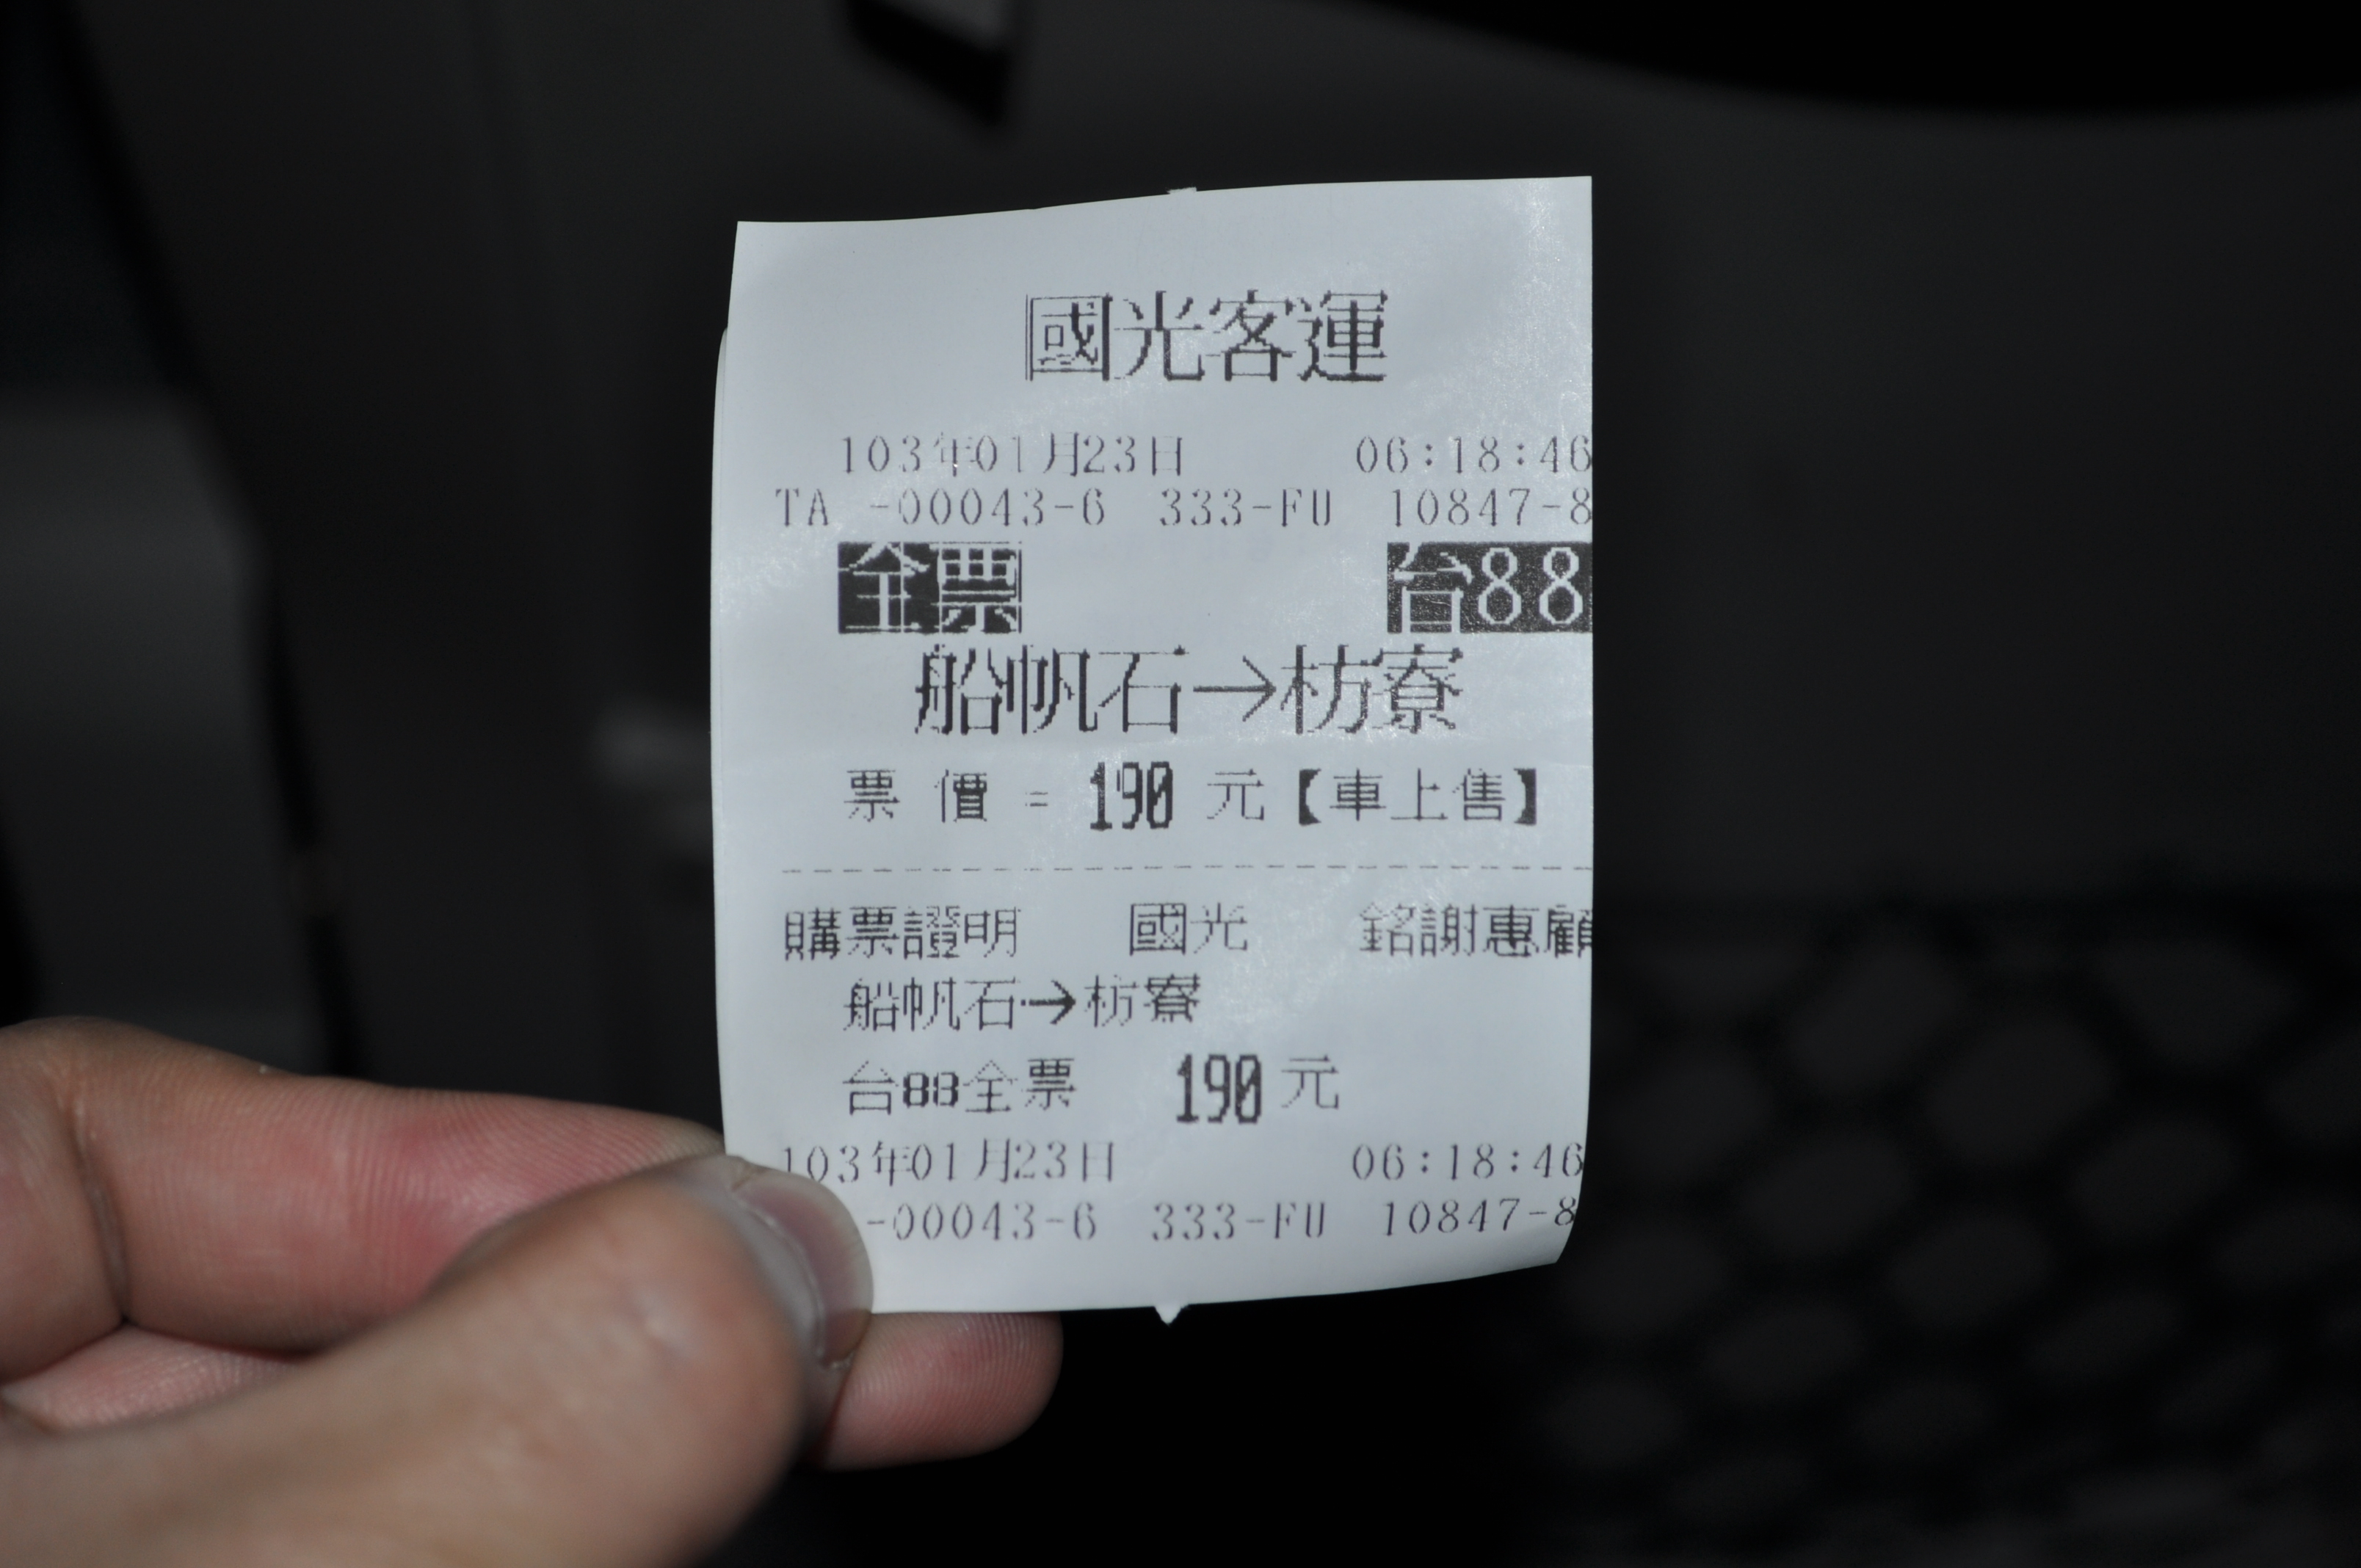 國光客運
103年01月23日 06:18:46
TA -00043-6 333-FU 10847-8
全票 台88
船帆石→枋寮
票 價 = 190 元【車上售】
購票證明 國光 銘謝惠顧
船帆石→枋寮
台88全票 190 元
103年01月23日 06:18:46
-00043-6 333-FU 10847-8